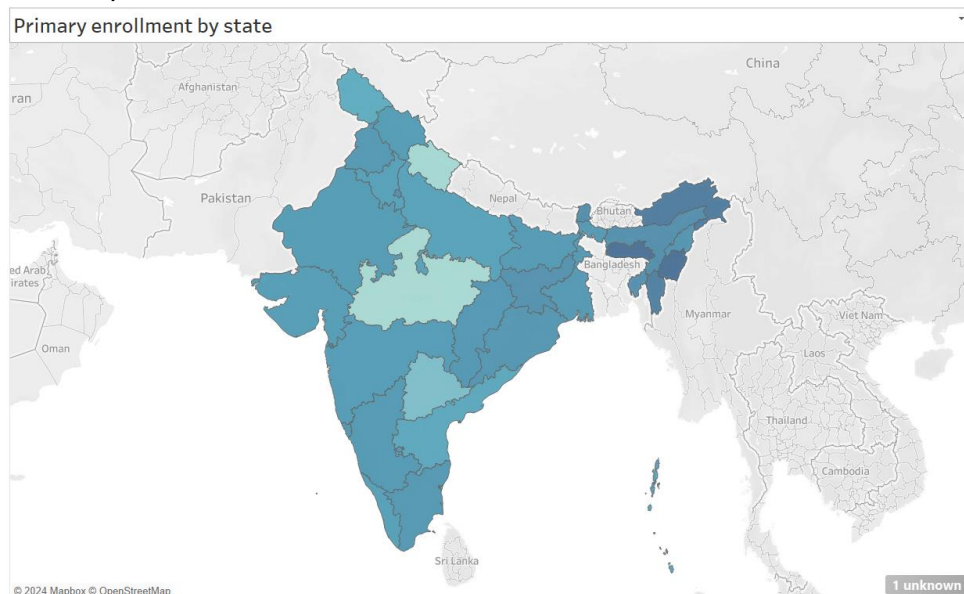 Primary enrollment by state
China
Afghanistan
ran
Pakistan
Nepal
Bhutan
ed Arab
irates
Bangladesh
Myanmar
Viet Nam
Oman
Laos
Thailand
Cambodia
Sri Lanka
1 unknown
© 2024 Mapbox © OpenStreetMap